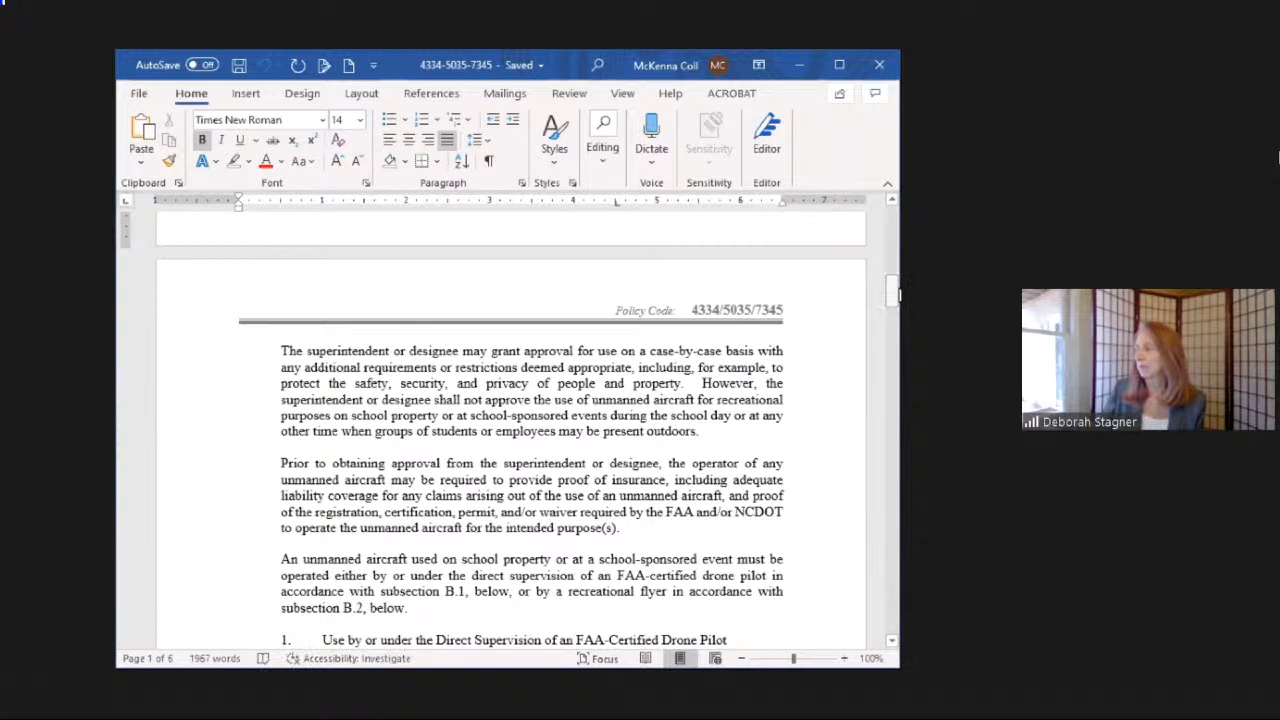 AutoSave Off 4334-5035-7345 - Saved McKenna Coll MC
File Home Insert Design Layout References Mailings Review View Help ACROBAT
Times New Roman 14
Paste Styles Editing Dictate Sensitivity Editor
B I U ab x₂ x² A
A A Aa A A
Clipboard Font Paragraph Styles Voice Sensitivity Editor
1 1 2 3 4 5 6 7
Policy Code: 4334/5035/7345
The superintendent or designee may grant approval for use on a case-by-case basis with
any additional requirements or restrictions deemed appropriate, including, for example, to
protect the safety, security, and privacy of people and property. However, the
superintendent or designee shall not approve the use of unmanned aircraft for recreational
purposes on school property or at school-sponsored events during the school day or at any
other time when groups of students or employees may be present outdoors.
Prior to obtaining approval from the superintendent or designee, the operator of any
unmanned aircraft may be required to provide proof of insurance, including adequate
liability coverage for any claims arising out of the use of an unmanned aircraft, and proof
of the registration, certification, permit, and/or waiver required by the FAA and/or NCDOT
to operate the unmanned aircraft for the intended purpose(s).
An unmanned aircraft used on school property or at a school-sponsored event must be
operated either by or under the direct supervision of an FAA-certified drone pilot in
accordance with subsection B.1, below, or by a recreational flyer in accordance with
subsection B.2, below.
1. Use by or under the Direct Supervision of an FAA-Certified Drone Pilot
Page 1 of 6 1967 words Accessibility: Investigate Focus 100%
Deborah Stagner